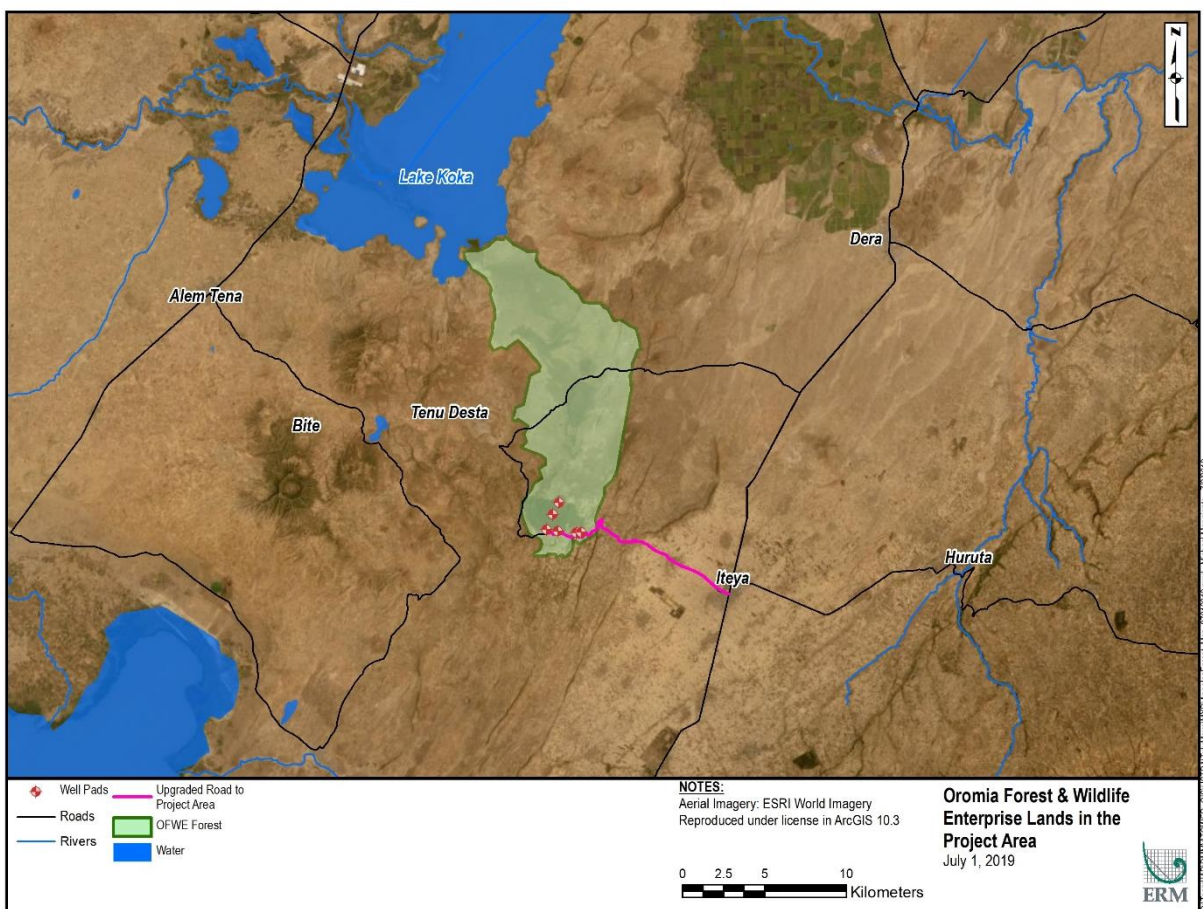 N
Lake Koka
Dera
Alem Tena
Tenu Desta
Bite
Huruta
Iteya
Well Pads
Roads
Rivers
Upgraded Road to
Project Area
OFWE Forest
Water
NOTES:
Aerial Imagery: ESRI World Imagery
Reproduced under license in ArcGIS 10.3
0 2.5 5 10
Kilometers
Oromia Forest & Wildlife
Enterprise Lands in the
Project Area
July 1, 2019
ERM